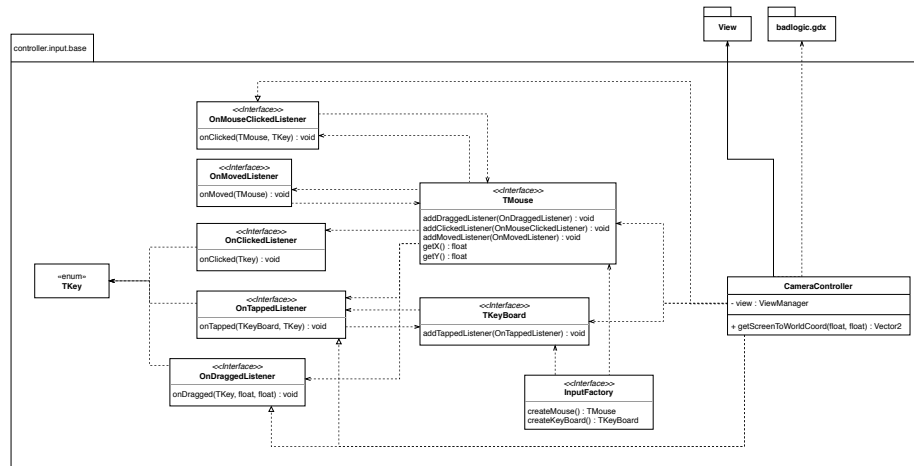 View
badlogic.gdx
controller.input.base
<<Interface>>
OnMouseClickedListener
onClicked(TMouse, TKey) : void
<<Interface>>
OnMovedListener
onMoved(TMouse) : void
<<Interface>>
TMouse
addDraggedListener(OnDraggedListener) : void
addClickedListener(OnMouseClickedListener) : void
addMovedListener(OnMovedListener) : void
getX() : float
getY() : float
<<Interface>>
OnClickedListener
onClicked(Tkey) : void
«enum»
TKey
CameraController
- view : ViewManager
+ getScreenToWorldCoord(float, float) : Vector2
<<Interface>>
OnTappedListener
onTapped(TKeyBoard, TKey) : void
<<Interface>>
TKeyBoard
addTappedListener(OnTappedListener) : void
<<Interface>>
OnDraggedListener
onDragged(TKey, float, float) : void
<<Interface>>
InputFactory
createMouse() : TMouse
createKeyBoard() : TKeyBoard